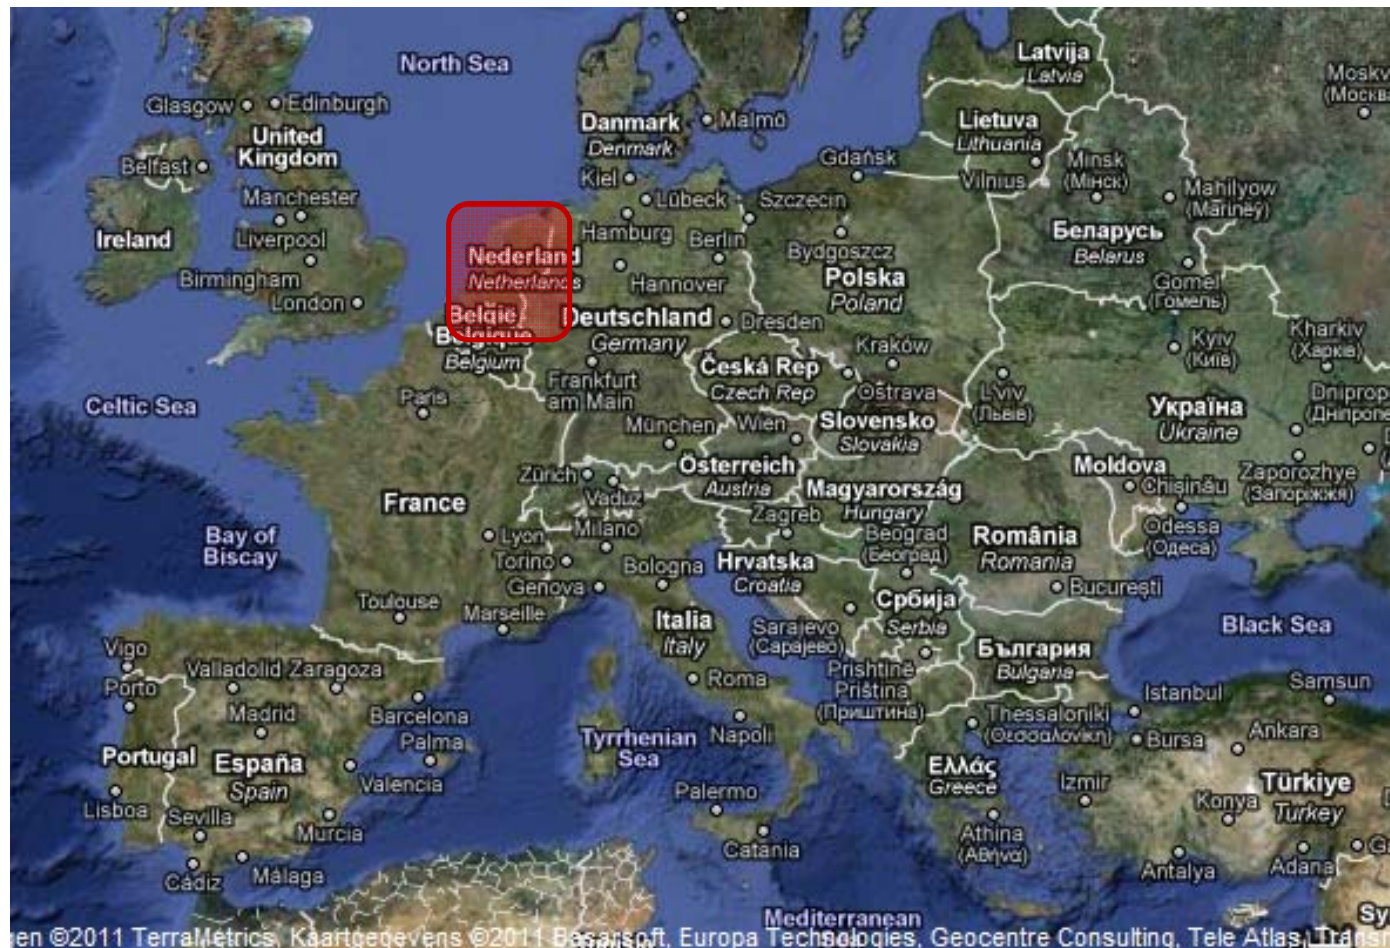 North Sea
Latvija
Latvia
Glasgow
Edinburgh
United
Kingdom
Danmark
Denmark
Malmö
Lietuva
Lithuania
Belfast
Kiel
Gdańsk
Vilnius
Minsk
(Мінск)
Manchester
Lübeck
Szczecin
Mahilyow
Ireland
Liverpool
Hamburg
Berlin
Bydgoszcz
Беларусь
Belarus
Nederland
Netherlands
Birmingham
Hannover
Polska
Poland
Gomel
(Гомель)
London
België
Belgique
Belgium
Deutschland
Germany
Dresden
Kraków
Kyiv
(Київ)
Kharkiv
(Харків)
Česká Rep
Czech Rep
Ostrava
Celtic Sea
Paris
Frankfurt
am Main
L'viv
(Львів)
Україна
Ukraine
München
Wien
Slovensko
Slovakia
Zürich
Österreich
Austria
Moldova
Chișinău
Zaporozhye
(Запоріжжя)
France
Vaduz
Magyarország
Hungary
Zagreb
Milano
Bay of
Biscay
Lyon
Beograd
(Београд)
România
Romania
Odessa
(Одеса)
Torino
Bologna
Hrvatska
Croatia
Genova
București
Toulouse
Marseille
Italia
Italy
Sarajevo
(Сарајево)
Србија
Serbia
Black Sea
Vigo
Valladolid
Zaragoza
Prishtinë
Priština
(Приштина)
България
Bulgaria
Porto
Roma
Istanbul
Samsun
Madrid
Barcelona
Palma
Tyrrhenian
Sea
Napoli
Thessaloniki
(Θεσσαλονίκη)
Bursa
Ankara
Portugal
España
Spain
Valencia
Ελλάς
Greece
Izmir
Türkiye
Turkey
Konya
Lisboa
Sevilla
Murcia
Palermo
Athina
(Αθήνα)
Catania
Cádiz
Málaga
Antalya
Adana
Mediterranean
en ©2011 TerraMetrics, Kaartgegevens ©2011 Basarsoft, Europa Technologies, Geocentre Consulting, Tele Atlas, Transn